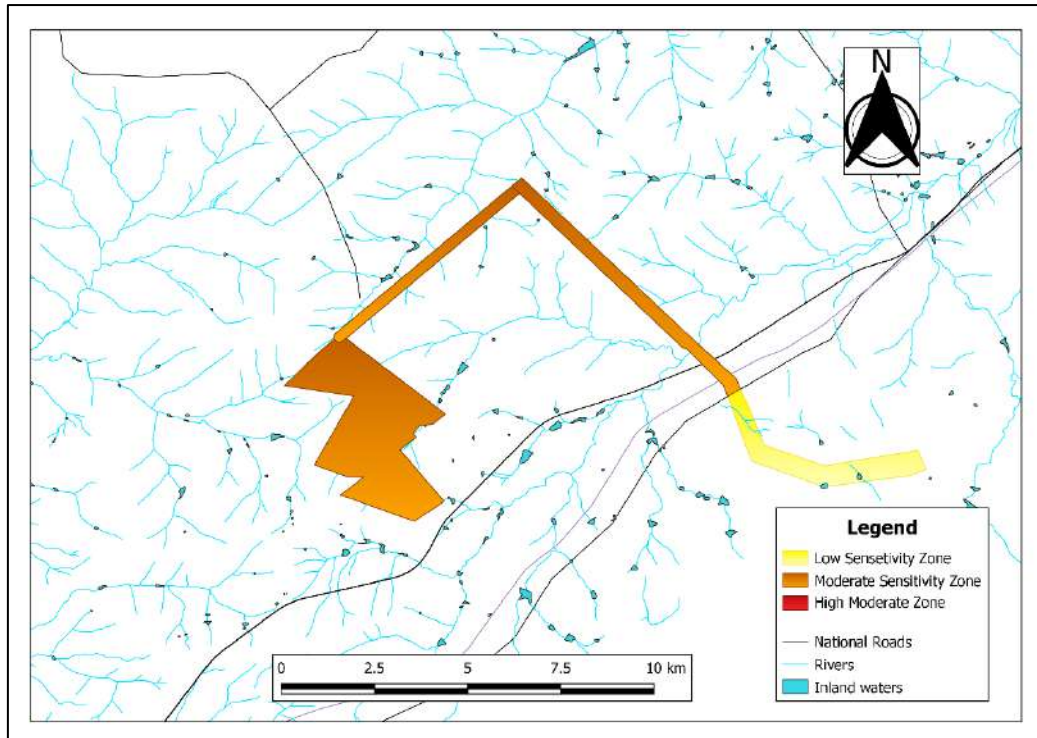 N
Legend
Low Sensetivity Zone
Moderate Sensitivity Zone
High Moderate Zone
National Roads
Rivers
Inland waters
0 2.5 5 7.5 10 km